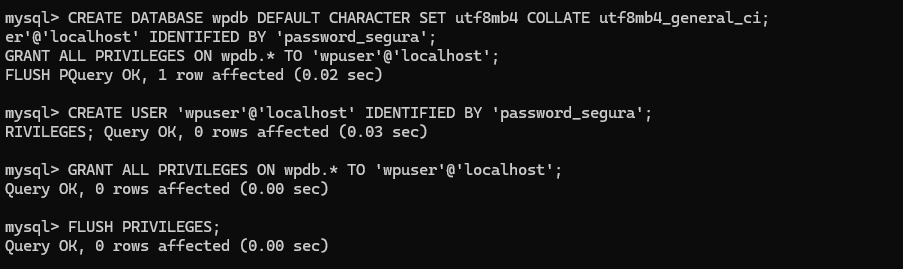 mysql> CREATE DATABASE wpdb DEFAULT CHARACTER SET utf8mb4 COLLATE utf8mb4_general_ci;
er'@'localhost' IDENTIFIED BY 'password_segura';
GRANT ALL PRIVILEGES ON wpdb.* TO 'wpuser'@'localhost';
FLUSH PQuery OK, 1 row affected (0.02 sec)
mysql> CREATE USER 'wpuser'@'localhost' IDENTIFIED BY 'password_segura';
RIVILEGES; Query OK, 0 rows affected (0.03 sec)
mysql> GRANT ALL PRIVILEGES ON wpdb.* TO 'wpuser'@'localhost';
Query OK, 0 rows affected (0.00 sec)
mysql> FLUSH PRIVILEGES;
Query OK, 0 rows affected (0.00 sec)